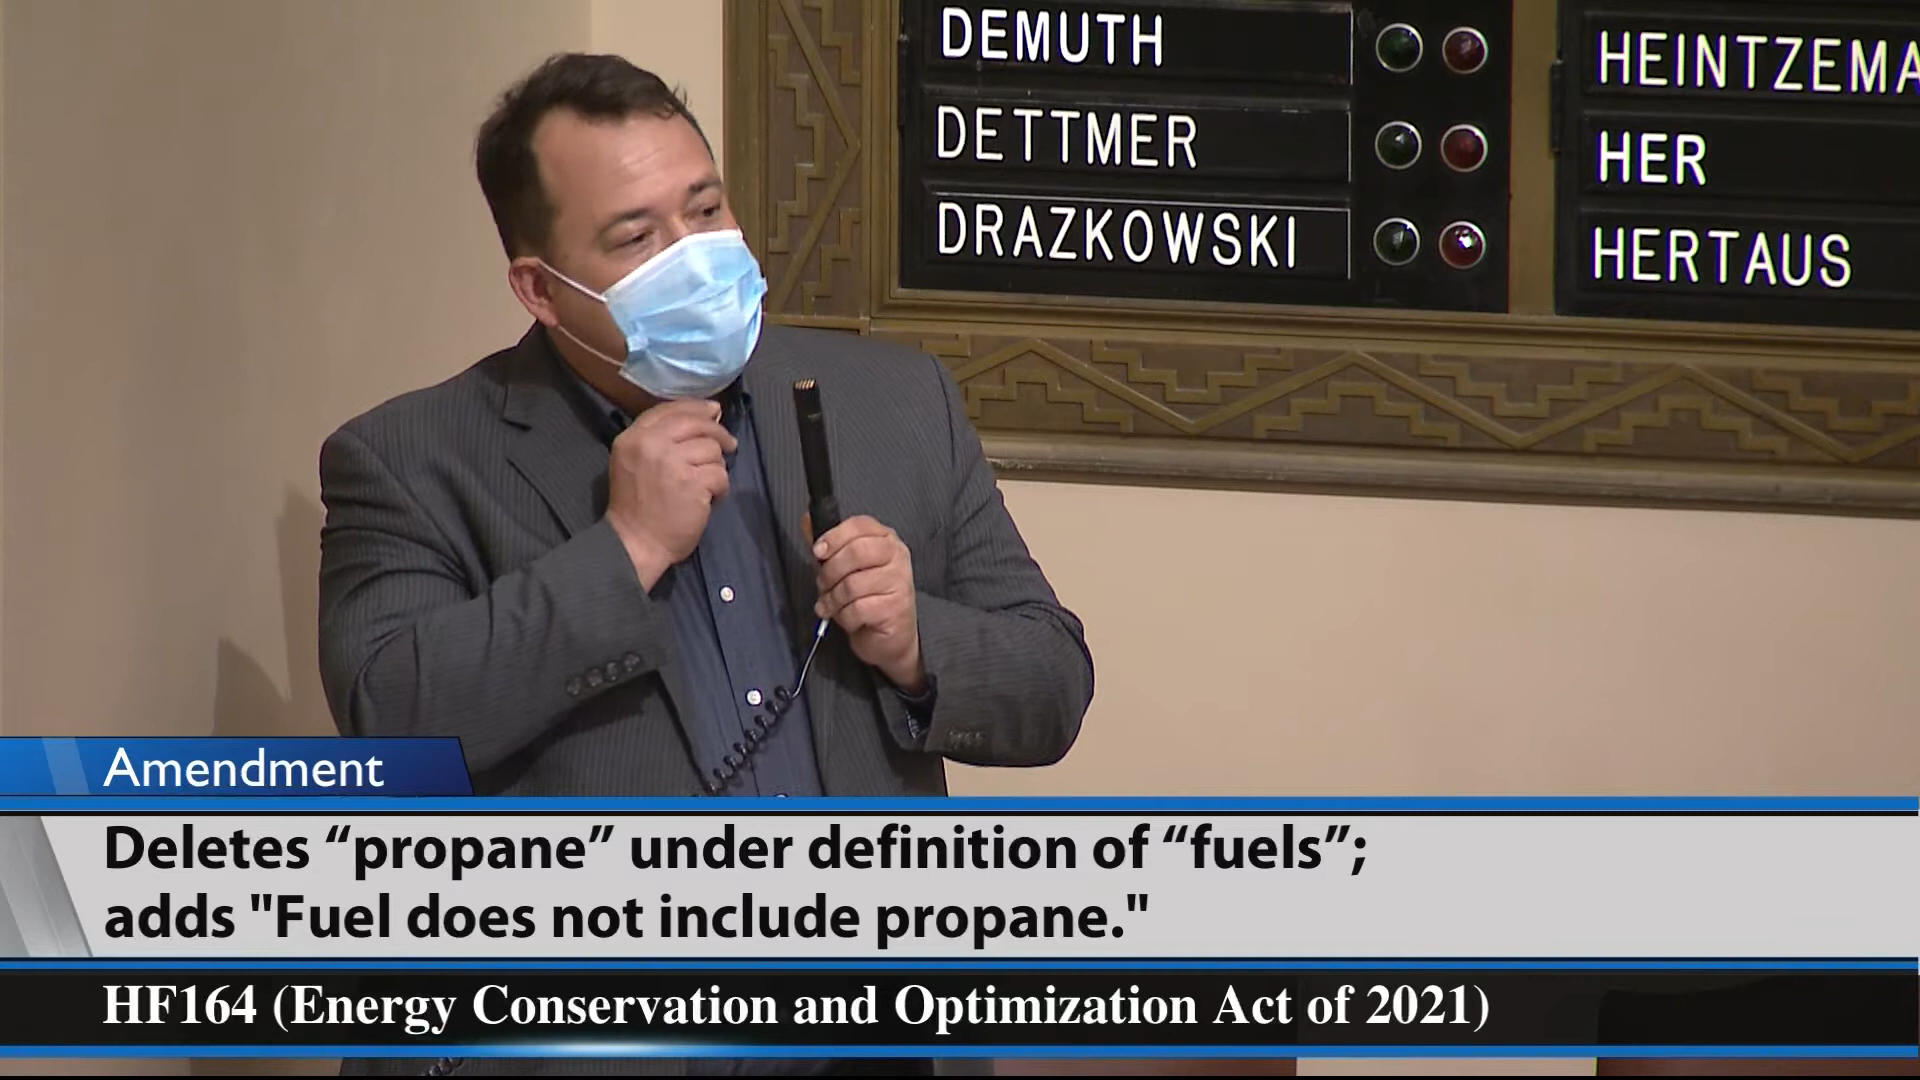 DEMUTH
DETTMER
DRAZKOWSKI
HEINTZEMA
HER
HERTAUS
Amendment
Deletes “propane” under definition of “fuels”;
adds "Fuel does not include propane."
HF164 (Energy Conservation and Optimization Act of 2021)